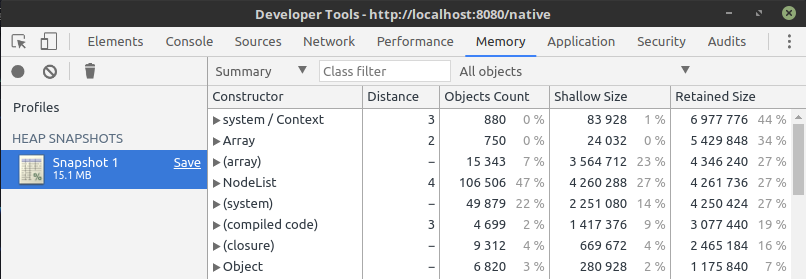 Developer Tools - http://localhost:8080/native
Elements Console Sources Network Performance Memory Application Security Audits
Summary Class filter All objects
Profiles
HEAP SNAPSHOTS
Snapshot 1 Save
15.1 MB
Constructor Distance Objects Count Shallow Size Retained Size
system / Context 3 880 0 % 83 928 1 % 6 977 776 44 %
Array 2 750 0 % 24 032 0 % 5 429 848 34 %
(array) – 15 343 7 % 3 564 712 23 % 4 346 240 27 %
NodeList 4 106 506 47 % 4 260 288 27 % 4 261 736 27 %
(system) – 49 879 22 % 2 251 080 14 % 4 250 424 27 %
(compiled code) 3 4 699 2 % 1 417 376 9 % 3 077 440 19 %
(closure) – 9 312 4 % 669 672 4 % 2 465 184 16 %
Object – 6 820 3 % 280 928 2 % 1 175 840 7 %